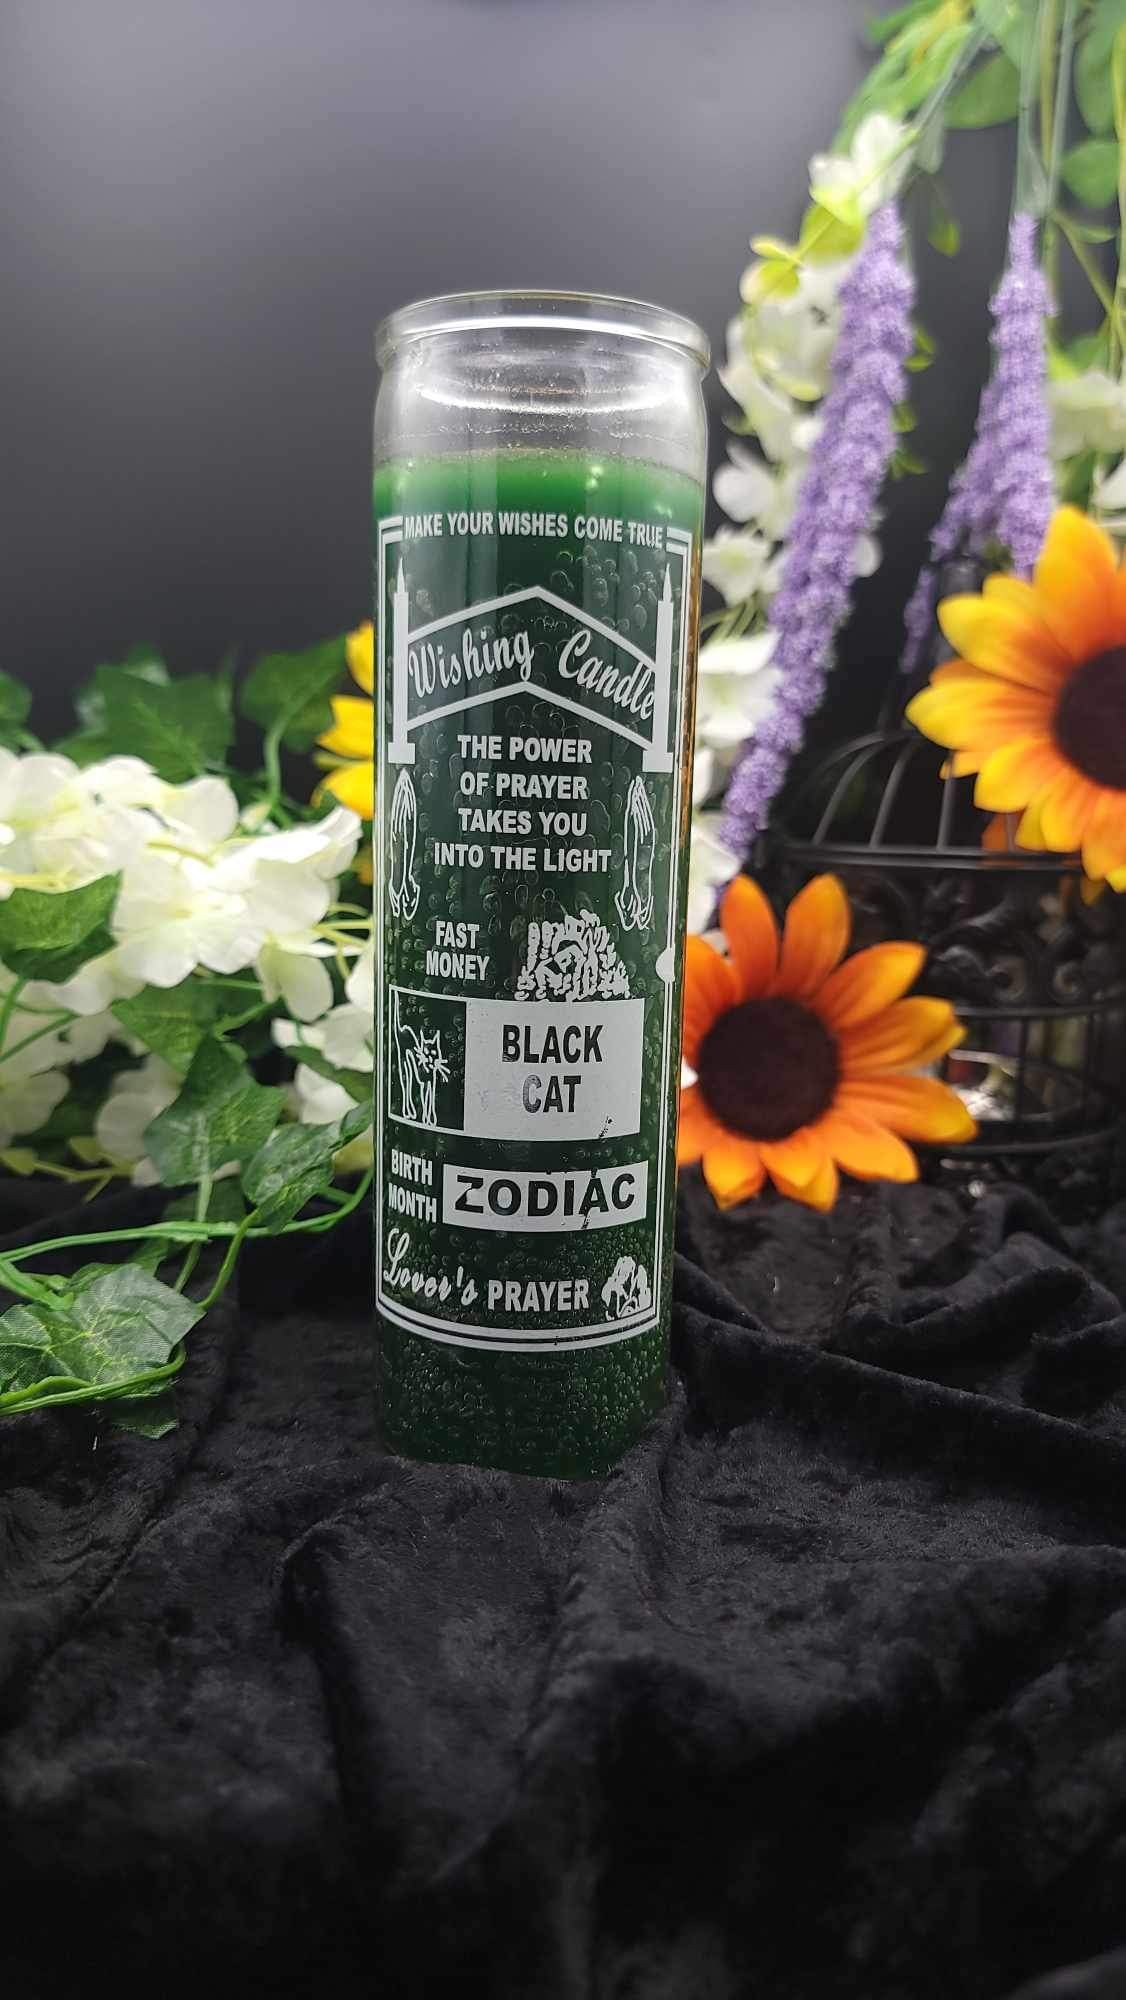 MAKE YOUR WISHES COME TRUE
Wishing Candle
THE POWER
OF PRAYER
TAKES YOU
INTO THE LIGHT
FAST
MONEY
BLACK
CAT
BIRTH
MONTH
ZODIAC
Lover's PRAYER